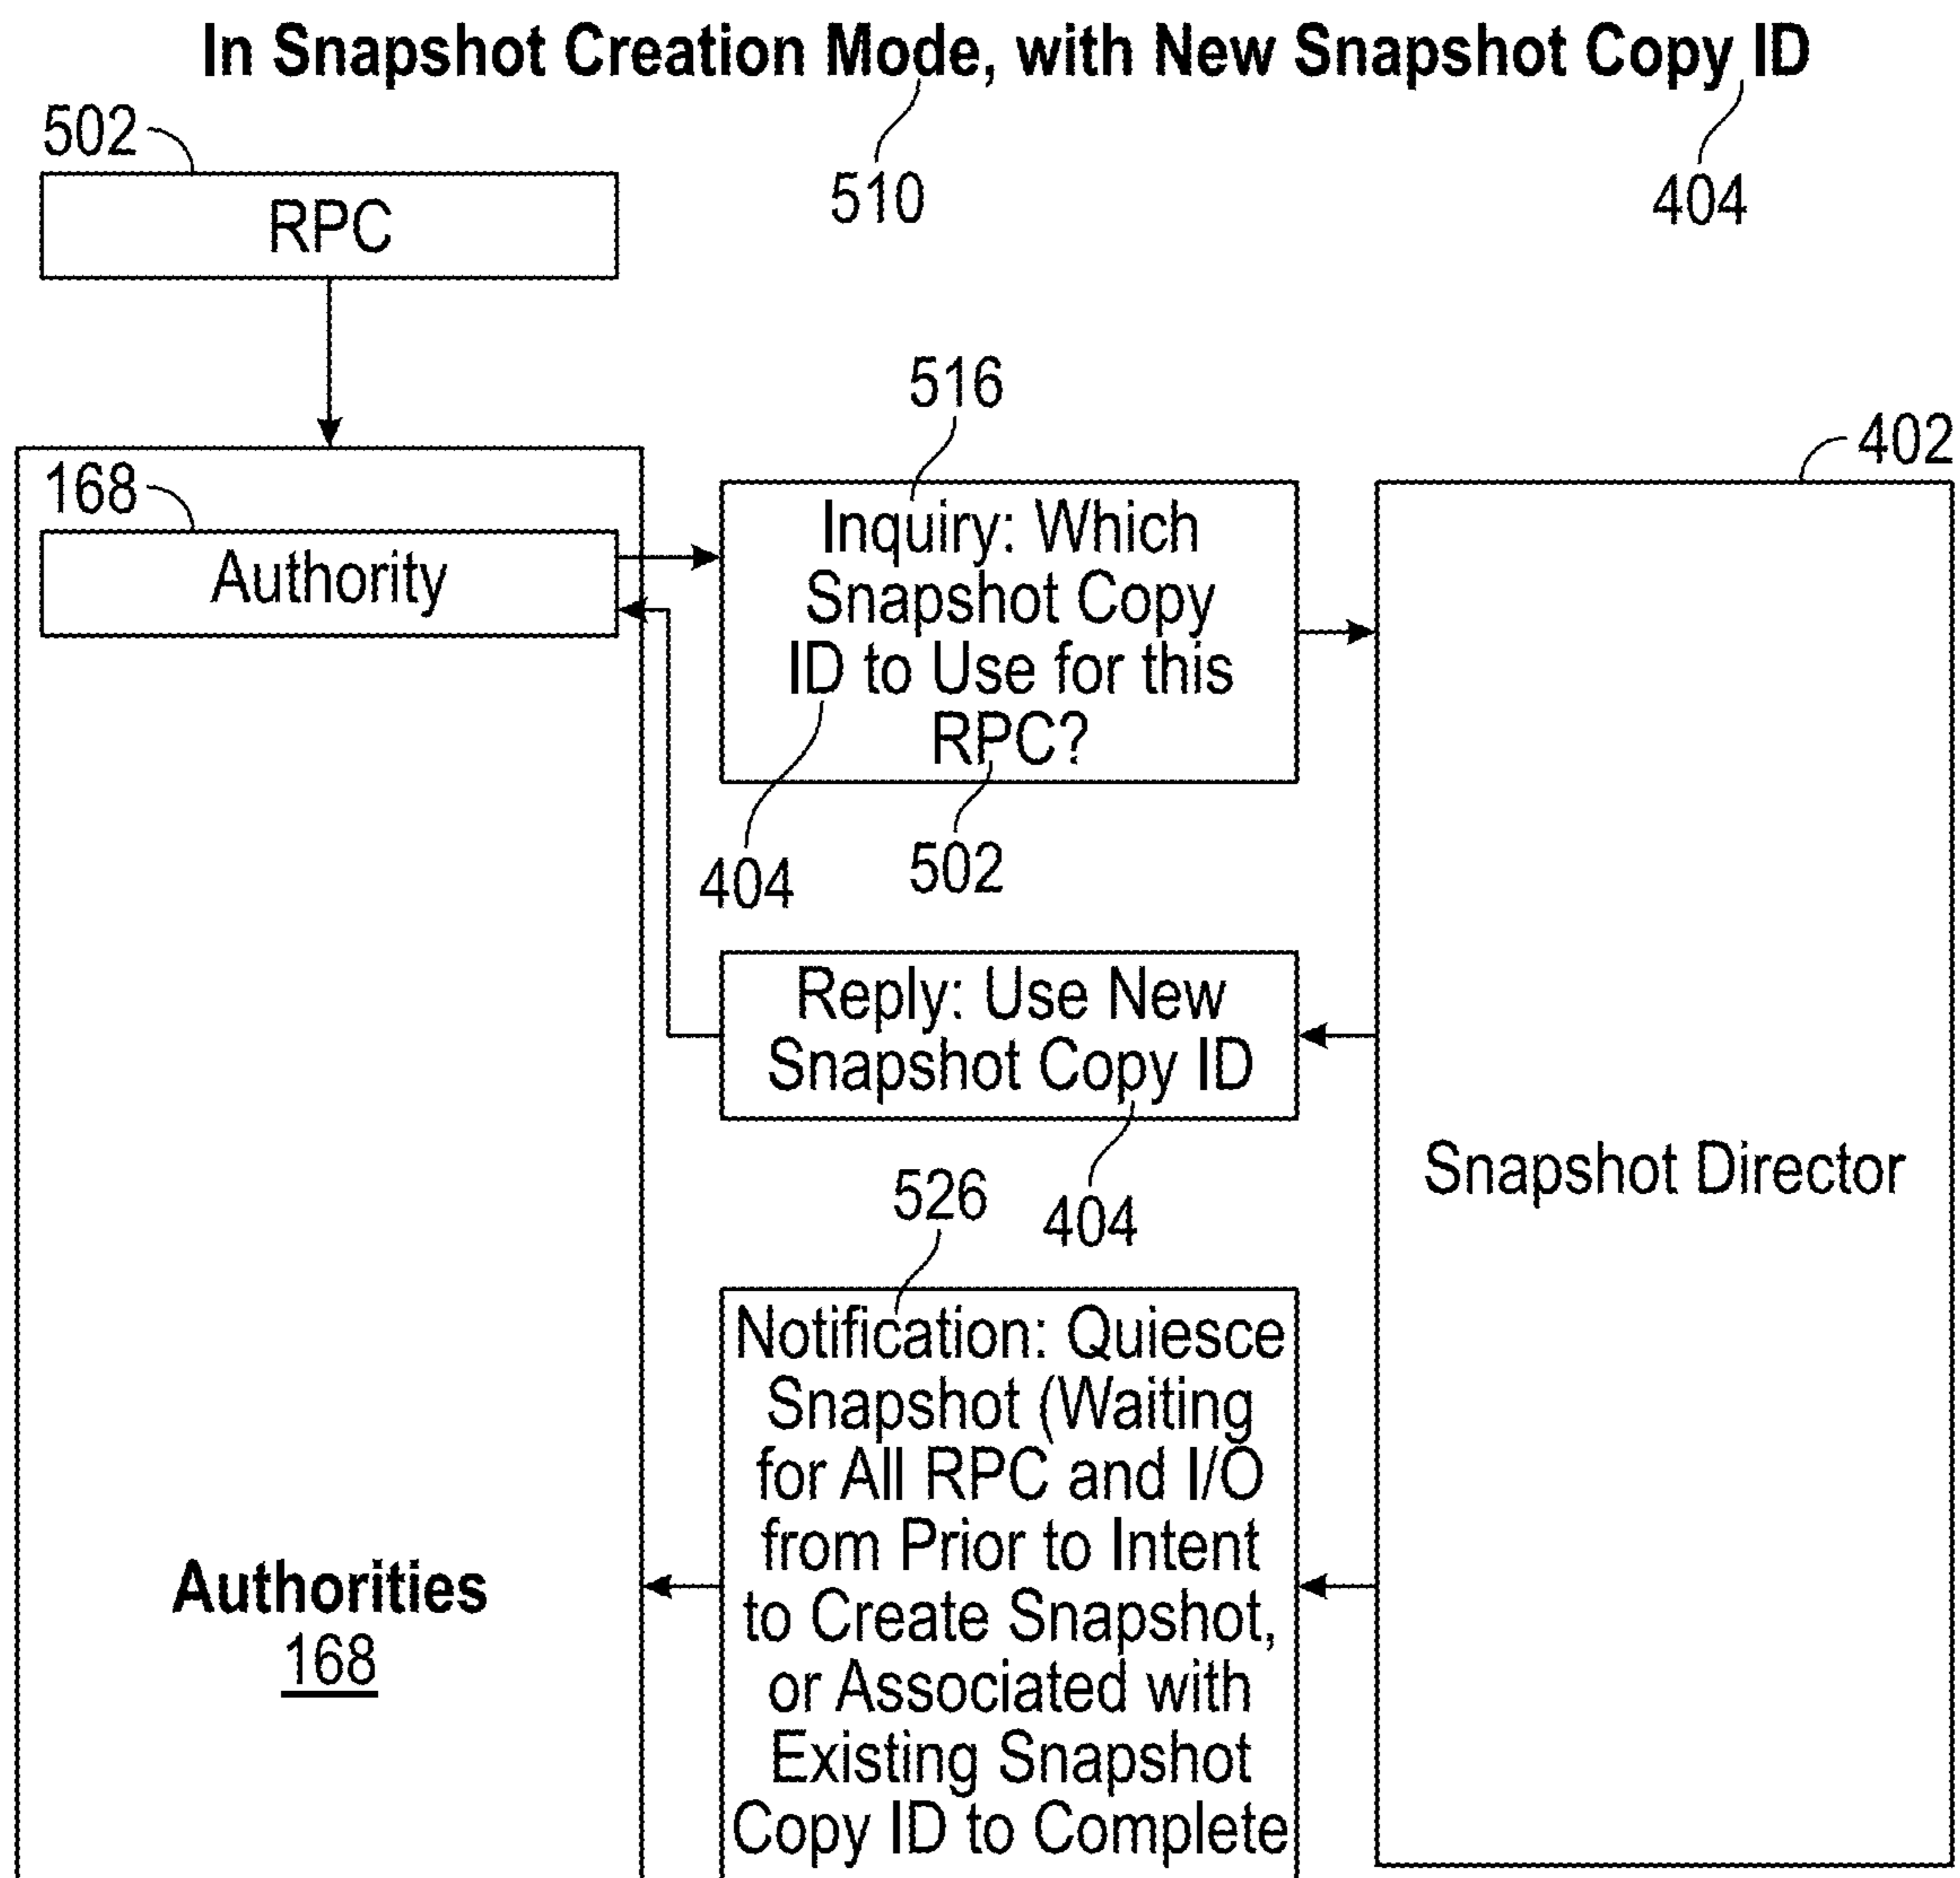 In Snapshot Creation Mode, with New Snapshot Copy ID
510
404
502
RPC
168
Authority
516
Inquiry: Which
Snapshot Copy
ID to Use for this
RPC?
404
502
402
Snapshot Director
Reply: Use New
Snapshot Copy ID
404
526
Notification: Quiesce
Snapshot (Waiting
for All RPC and I/O
from Prior to Intent
to Create Snapshot,
or Associated with
Existing Snapshot
Copy ID to Complete
Authorities
168